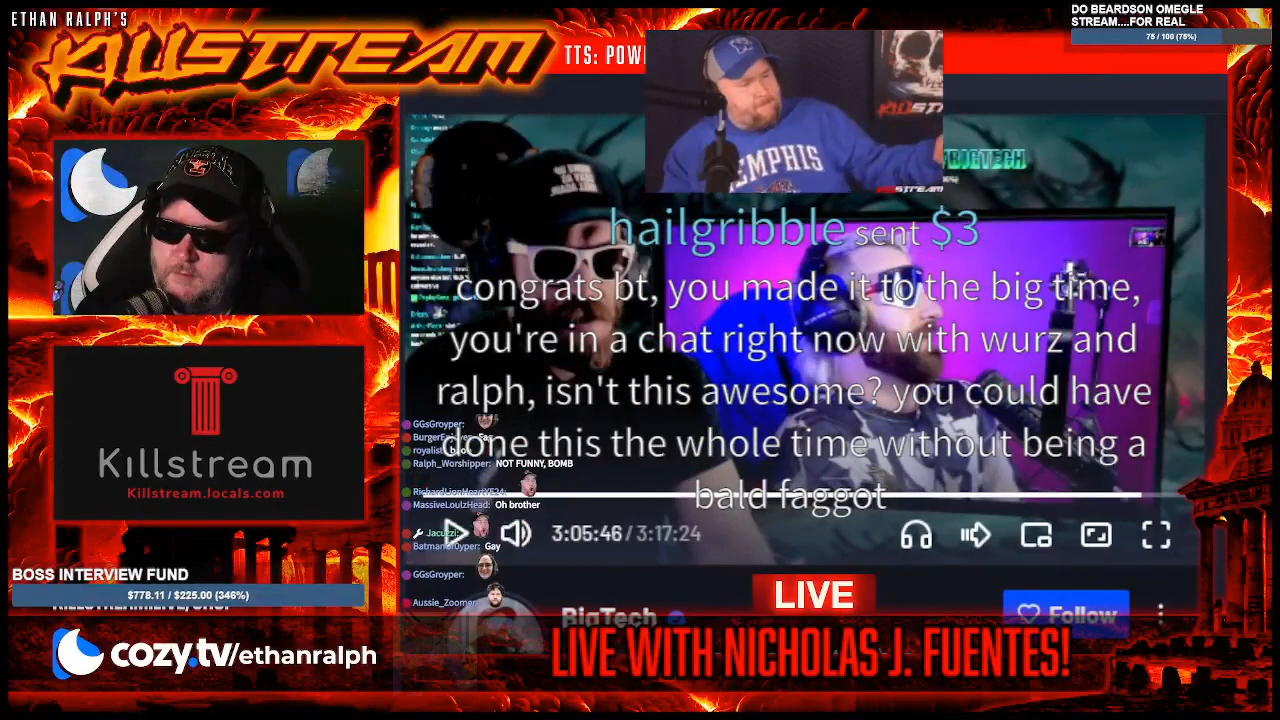 ETHAN RALPH'S
KILLSTREAM
TTS: POW
DO BEARDSON OMEGLE
STREAM....FOR REAL
75 / 100 (75%)
MEMPHIS
BIGTECH
hailgribble sent $3
congrats bt, you made it to the big time,
you're in a chat right now with wurz and
ralph, isn't this awesome? you could have
done this the whole time without being a
bald faggot
Killstream
Killstream.locals.com
GGsGroyper:
Ralph_Worshipper: NOT FUNNY, BOMB
RichardLionHeartYE24:
MassiveLoulzHead: Oh brother
Jacuzzi:
Gay
GGsGroyper:
Aussie_Zoomer:
3:05:46 / 3:17:24
BOSS INTERVIEW FUND
$778.11 / $225.00 (346%)
BigTech
Follow
LIVE
cozy.tv/ethanralph
LIVE WITH NICHOLAS J. FUENTES!